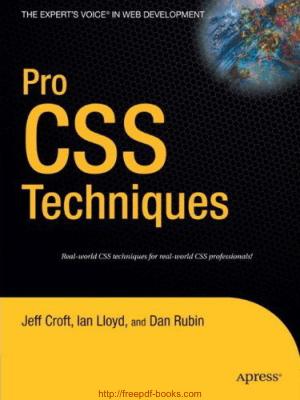 THE EXPERT'S VOICE® IN WEB DEVELOPMENT
Pro
CSS
Techniques
Real-world CSS techniques for real-world CSS professionals!
Jeff Croft, Ian Lloyd, and Dan Rubin
Apress®
http://freepdf-books.com